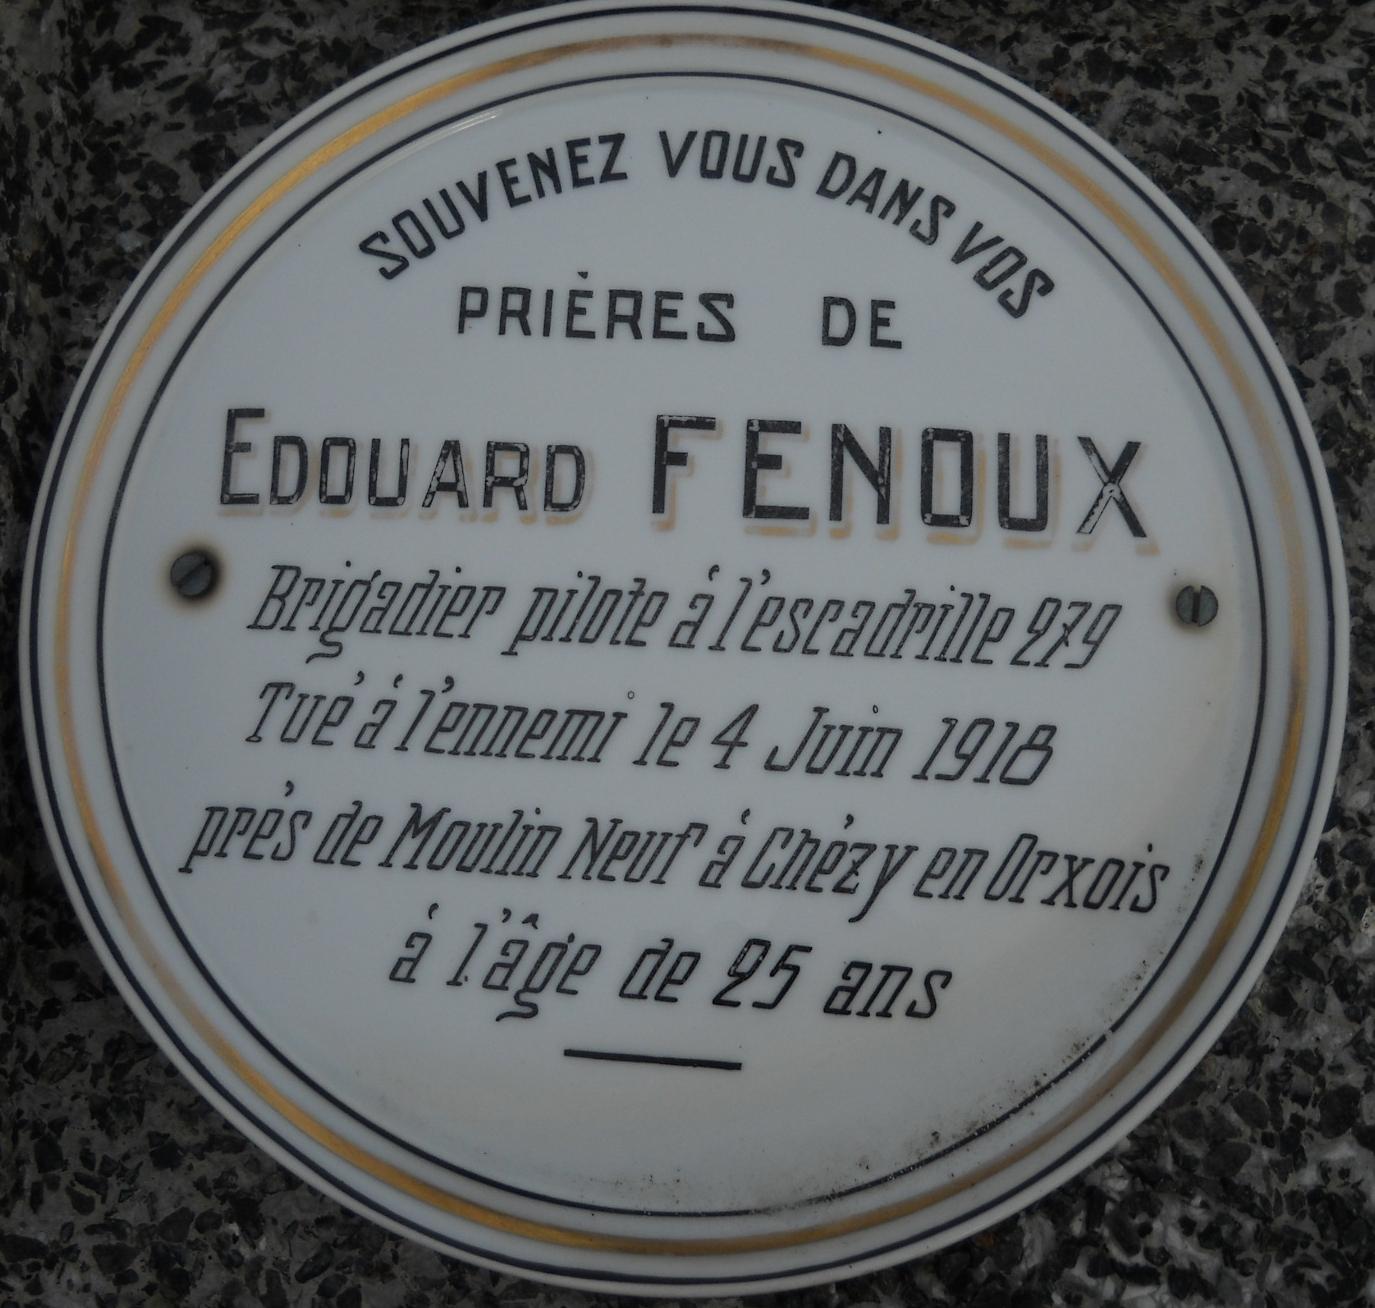 SOUVENEZ VOUS DANS VOS
PRIÈRES DE
EDOUARD FENOUX
Brigadier pilote à l'escadrille 279
Tué à l'ennemi le 4 Juin 1918
près de Moulin Neuf à Chézy en Orxois
à l'âge de 25 ans